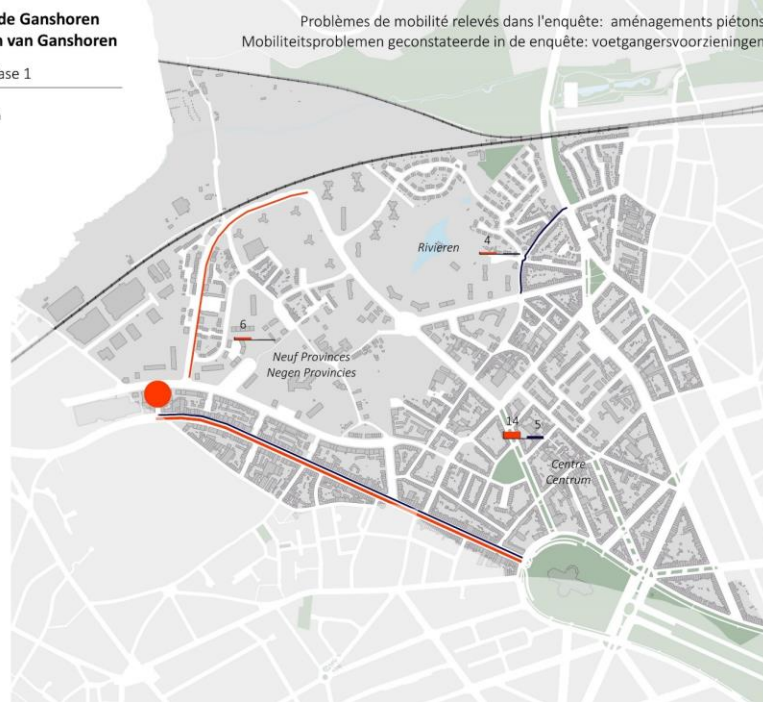 de Ganshoren
van Ganshoren
ase 1
Problèmes de mobilité relevés dans l'enquête: aménagements piétons
Mobiliteitsproblemen geconstateerde in de enquête: voetgangersvoorzieningen
Rivieren
4
6
Neuf Provinces
Negen Provincies
14
5
Centre
Centrum